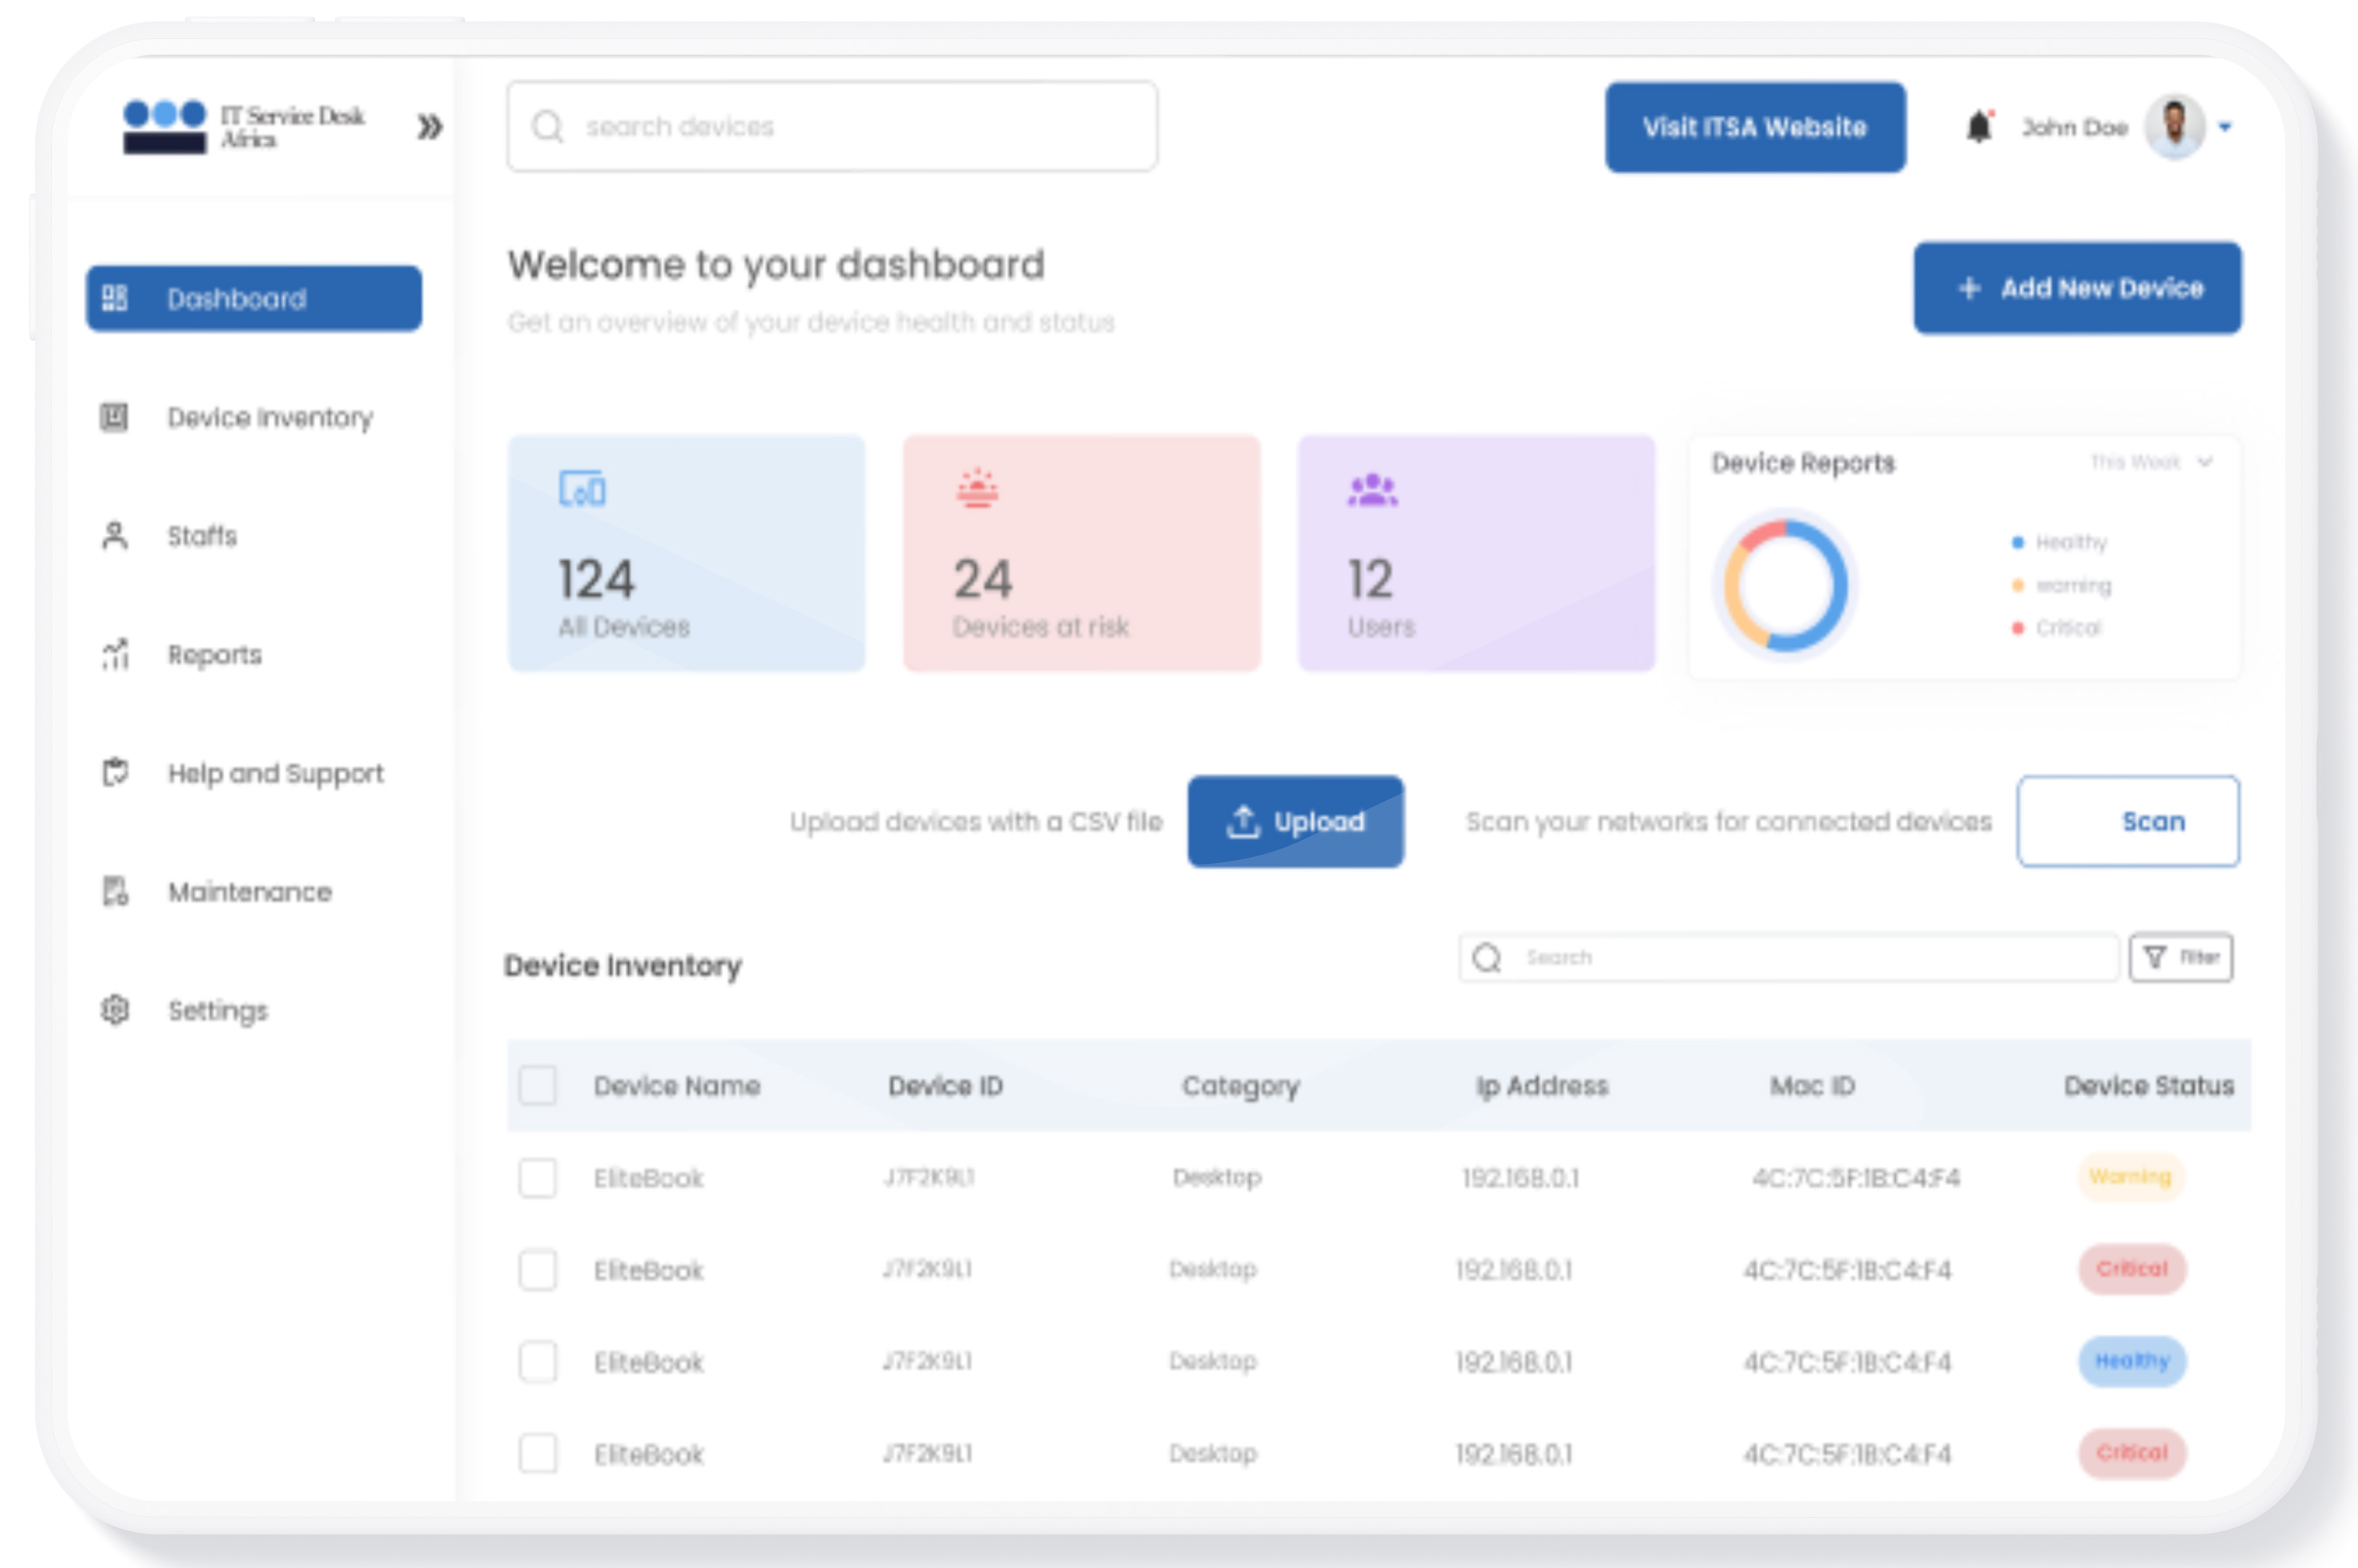 IT Service Desk
Africa
search devices
Visit ITSA Website
John Doe
Dashboard
Device Inventory
Staffs
Reports
Help and Support
Maintenance
Settings
Welcome to your dashboard
Get an overview of your device health and status
+ Add New Device
124
All Devices
24
Devices at risk
12
Users
Device Reports
This Week
Healthy
warning
Critical
Upload devices with a CSV file
Upload
Scan your networks for connected devices
Scan
Device Inventory
Search
Filter
Device Name Device ID Category Ip Address Mac ID Device Status
EliteBook J7F2K9L1 Desktop 192.168.0.1 4C:7C:5F:1B:C4:F4 Warning
EliteBook J7F2K9L1 Desktop 192.168.0.1 4C:7C:5F:1B:C4:F4 Critical
EliteBook J7F2K9L1 Desktop 192.168.0.1 4C:7C:5F:1B:C4:F4 Healthy
EliteBook J7F2K9L1 Desktop 192.168.0.1 4C:7C:5F:1B:C4:F4 Critical